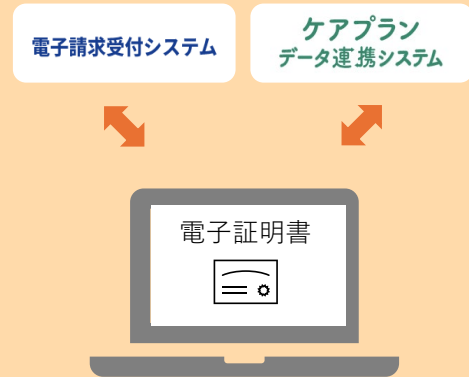 電子請求受付システム
ケアプラン
データ連携システム
電子証明書